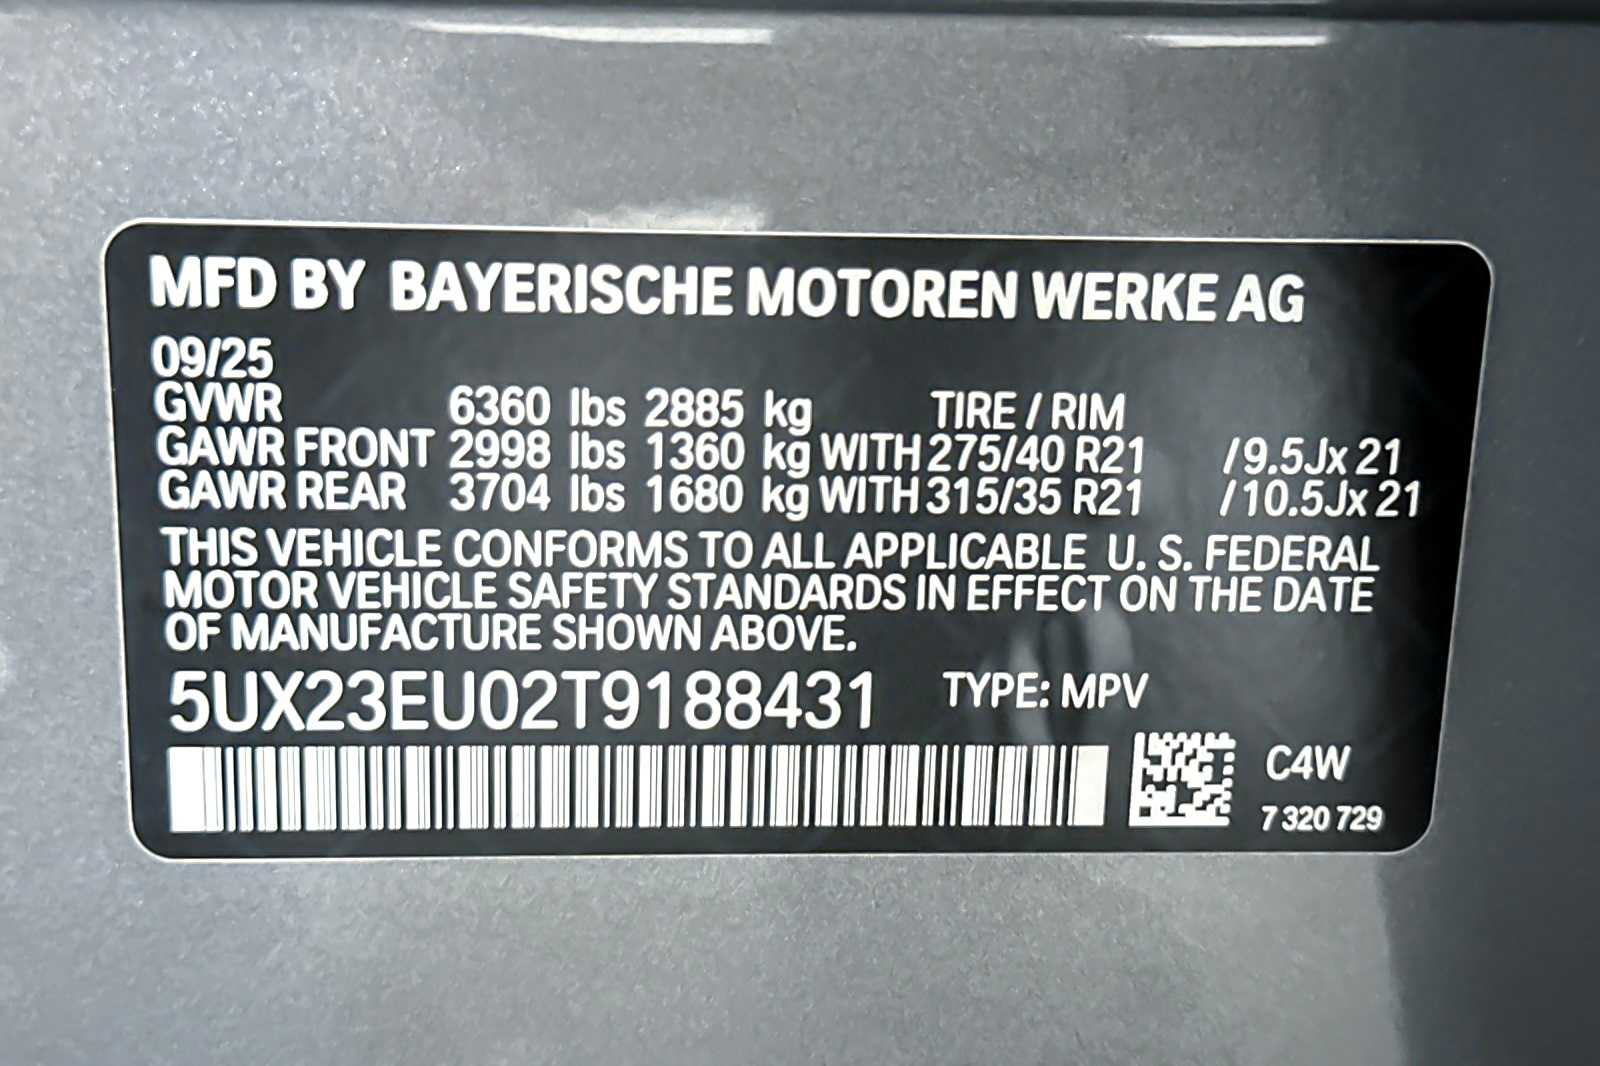 MFD BY BAYERISCHE MOTOREN WERKE AG
09/25
GVWR 6360 lbs 2885 kg TIRE / RIM
GAWR FRONT 2998 lbs 1360 kg WITH 275/40 R21 /9.5Jx 21
GAWR REAR 3704 lbs 1680 kg WITH 315/35 R21 /10.5Jx 21
THIS VEHICLE CONFORMS TO ALL APPLICABLE U. S. FEDERAL
MOTOR VEHICLE SAFETY STANDARDS IN EFFECT ON THE DATE
OF MANUFACTURE SHOWN ABOVE.
5UX23EU02T9188431 TYPE: MPV
C4W
7 320 729